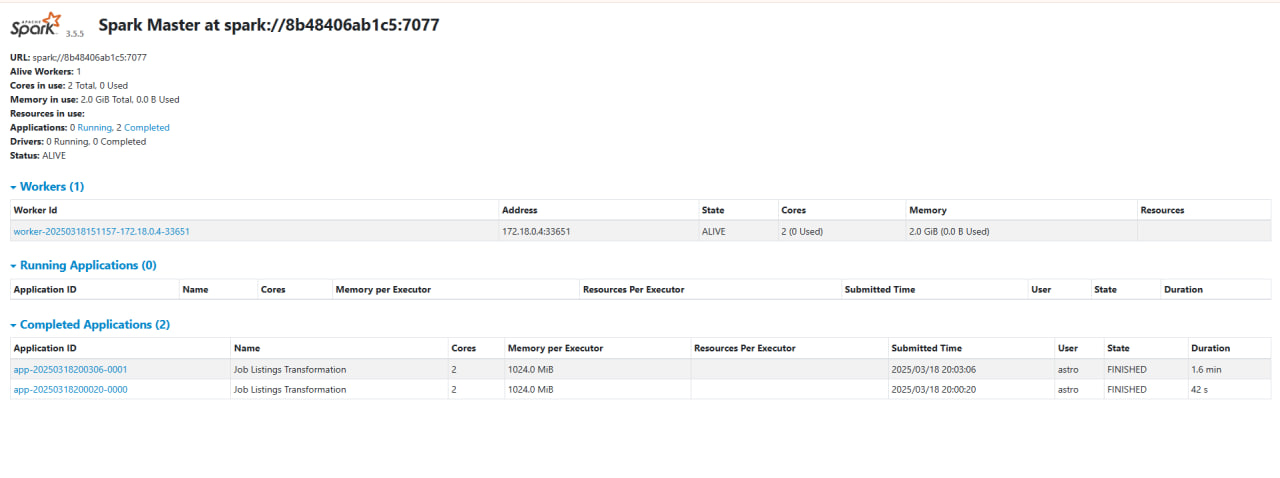 APACHE
Spark 3.5.5 Spark Master at spark://8b48406ab1c5:7077
URL: spark://8b48406ab1c5:7077
Alive Workers: 1
Cores in use: 2 Total, 0 Used
Memory in use: 2.0 GiB Total, 0.0 B Used
Resources in use:
Applications: 0 Running, 2 Completed
Drivers: 0 Running, 0 Completed
Status: ALIVE
Workers (1)
Worker Id Address State Cores Memory Resources
worker-20250318151157-172.18.0.4-33651 172.18.0.4:33651 ALIVE 2 (0 Used) 2.0 GiB (0.0 B Used)
Running Applications (0)
Application ID Name Cores Memory per Executor Resources Per Executor Submitted Time User State Duration
Completed Applications (2)
Application ID Name Cores Memory per Executor Resources Per Executor Submitted Time User State Duration
app-20250318200306-0001 Job Listings Transformation 2 1024.0 MiB 2025/03/18 20:03:06 astro FINISHED 1.6 min
app-20250318200020-0000 Job Listings Transformation 2 1024.0 MiB 2025/03/18 20:00:20 astro FINISHED 42 s